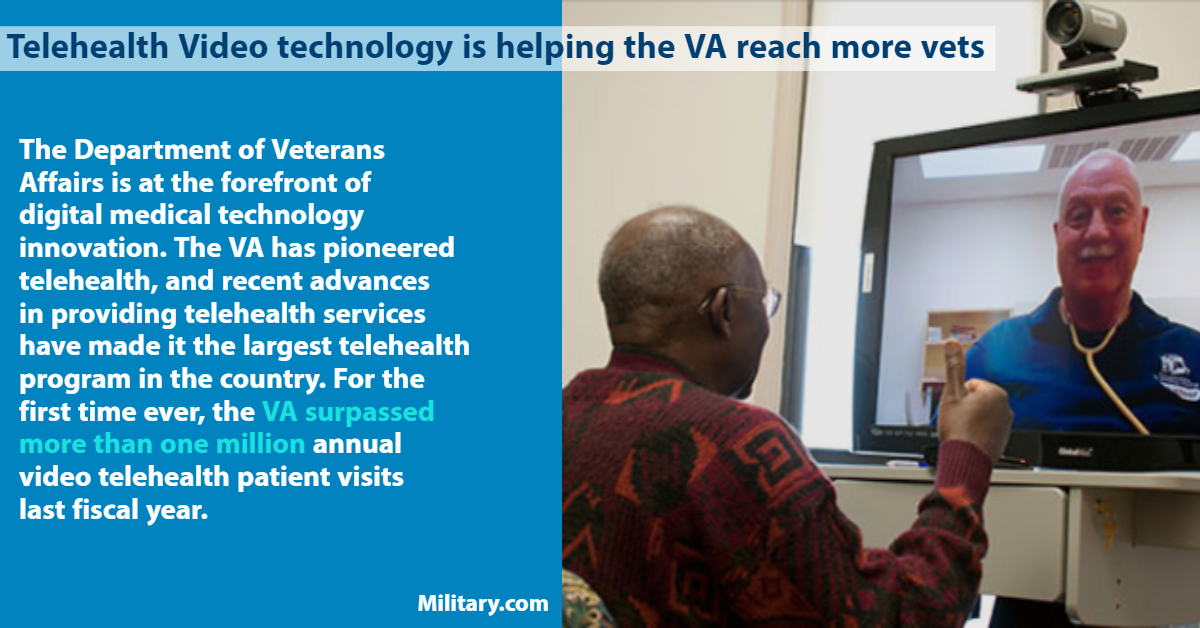 Telehealth Video technology is helping the VA reach more vets
The Department of Veterans
Affairs is at the forefront of
digital medical technology
innovation. The VA has pioneered
telehealth, and recent advances
in providing telehealth services
have made it the largest telehealth
program in the country. For the
first time ever, the VA surpassed
more than one million annual
video telehealth patient visits
last fiscal year.
Military.com